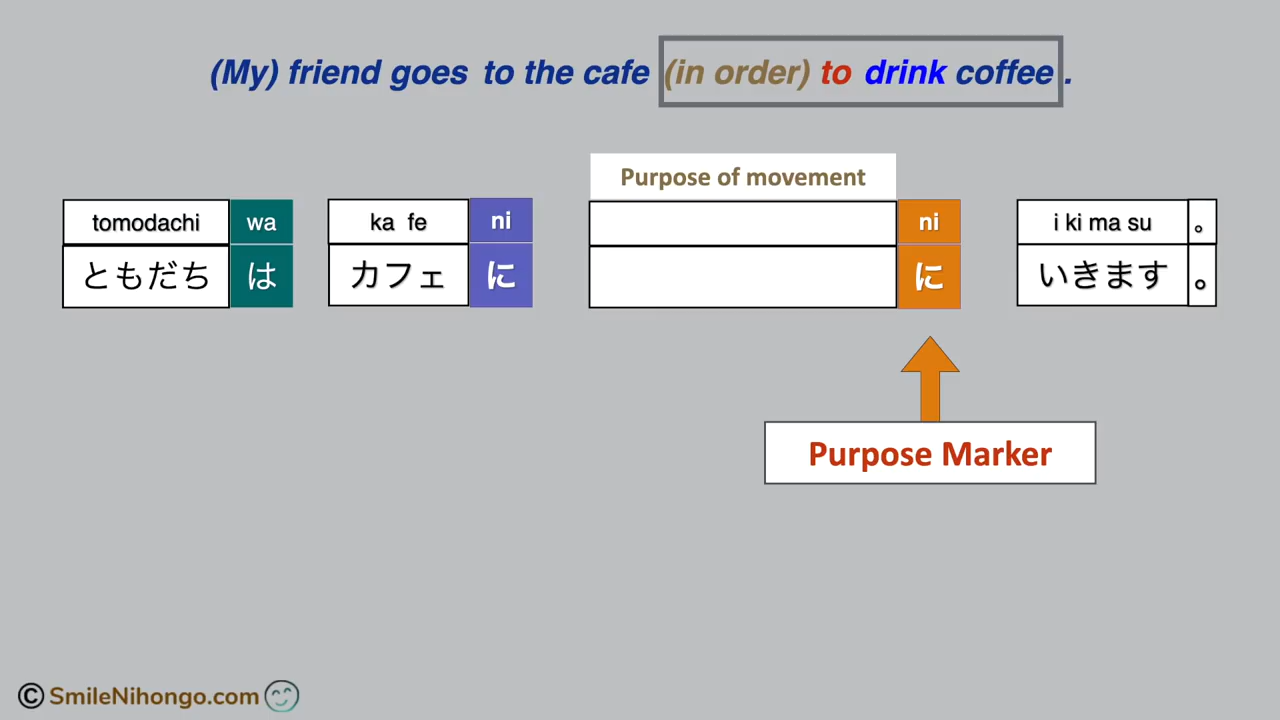 (My) friend goes to the cafe (in order) to drink coffee .
Purpose of movement
tomodachi wa ka fe ni ni i ki ma su 。
ともだち は カフェ に に いきます 。
Purpose Marker
© SmileNihongo.com